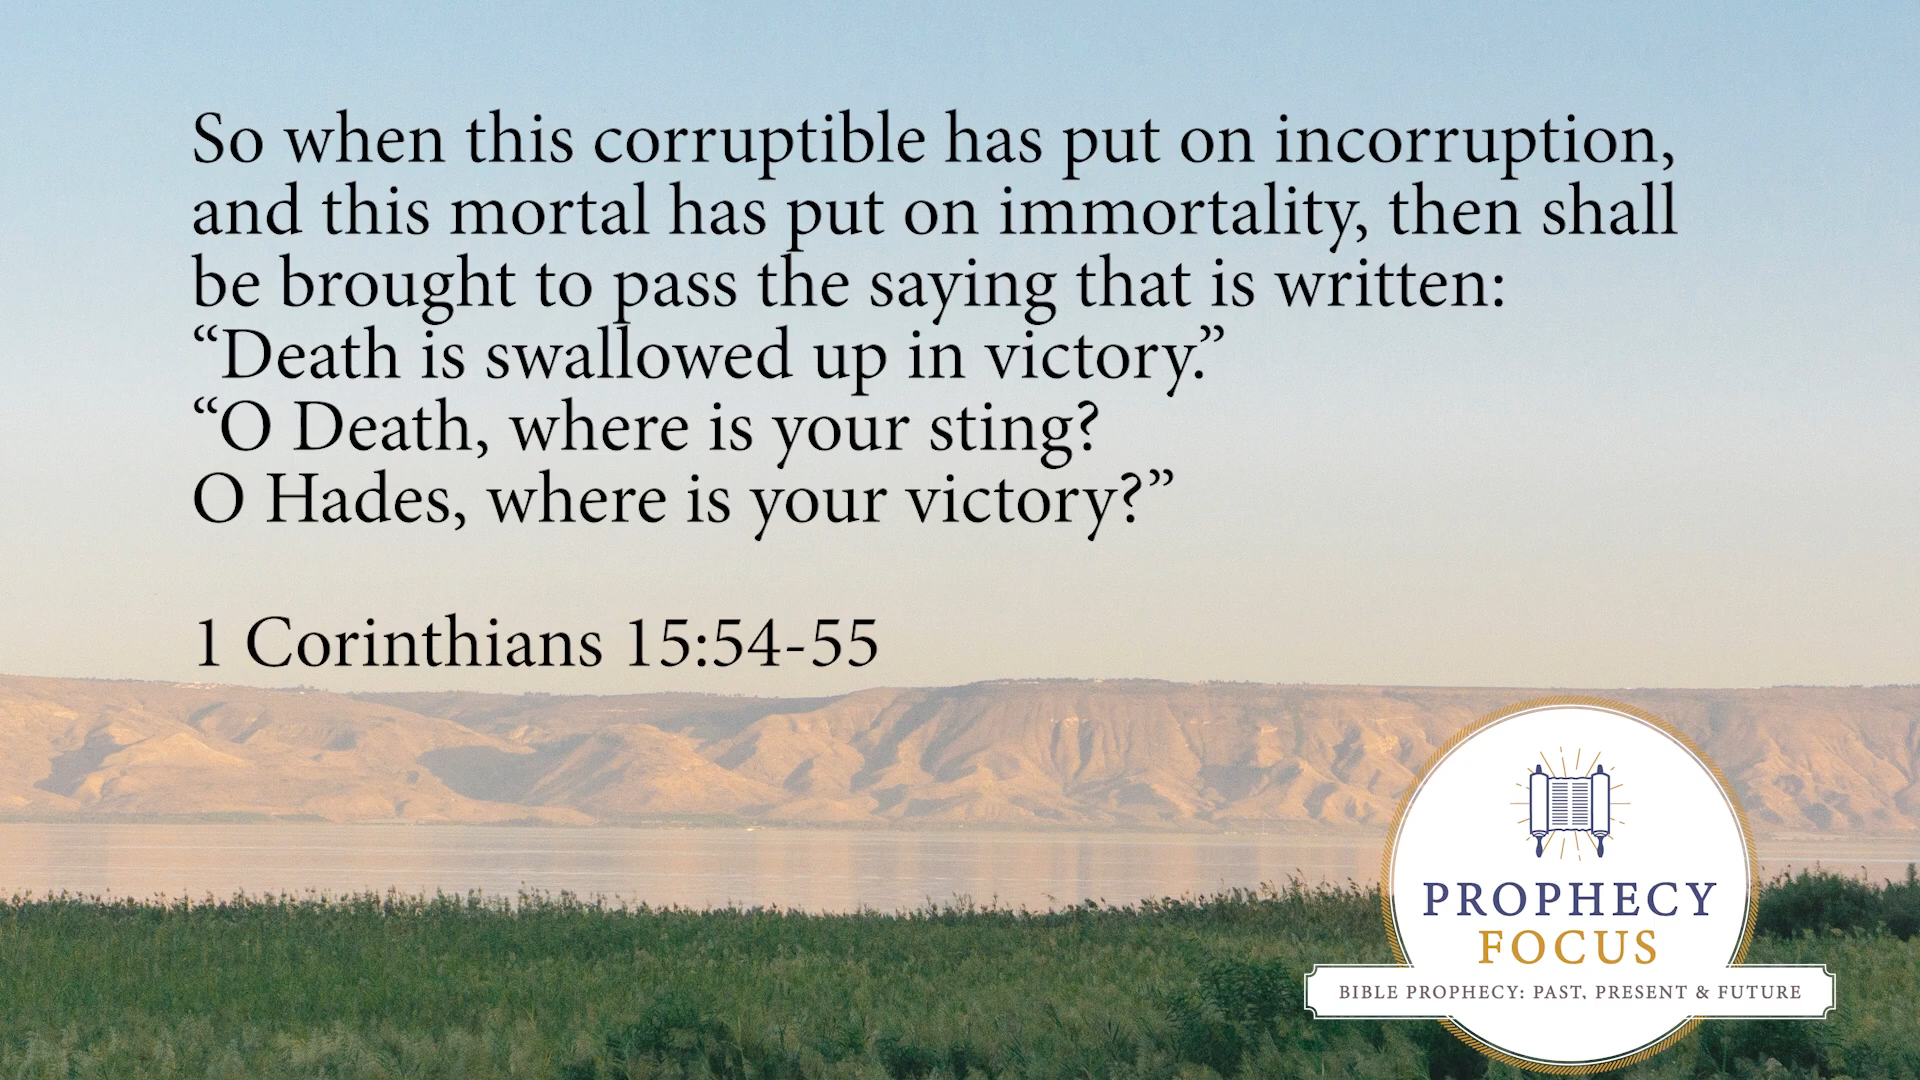 So when this corruptible has put on incorruption,
and this mortal has put on immortality, then shall
be brought to pass the saying that is written:
“Death is swallowed up in victory.”
“O Death, where is your sting?
O Hades, where is your victory?”
1 Corinthians 15:54-55
PROPHECY
FOCUS
BIBLE PROPHECY: PAST, PRESENT & FUTURE